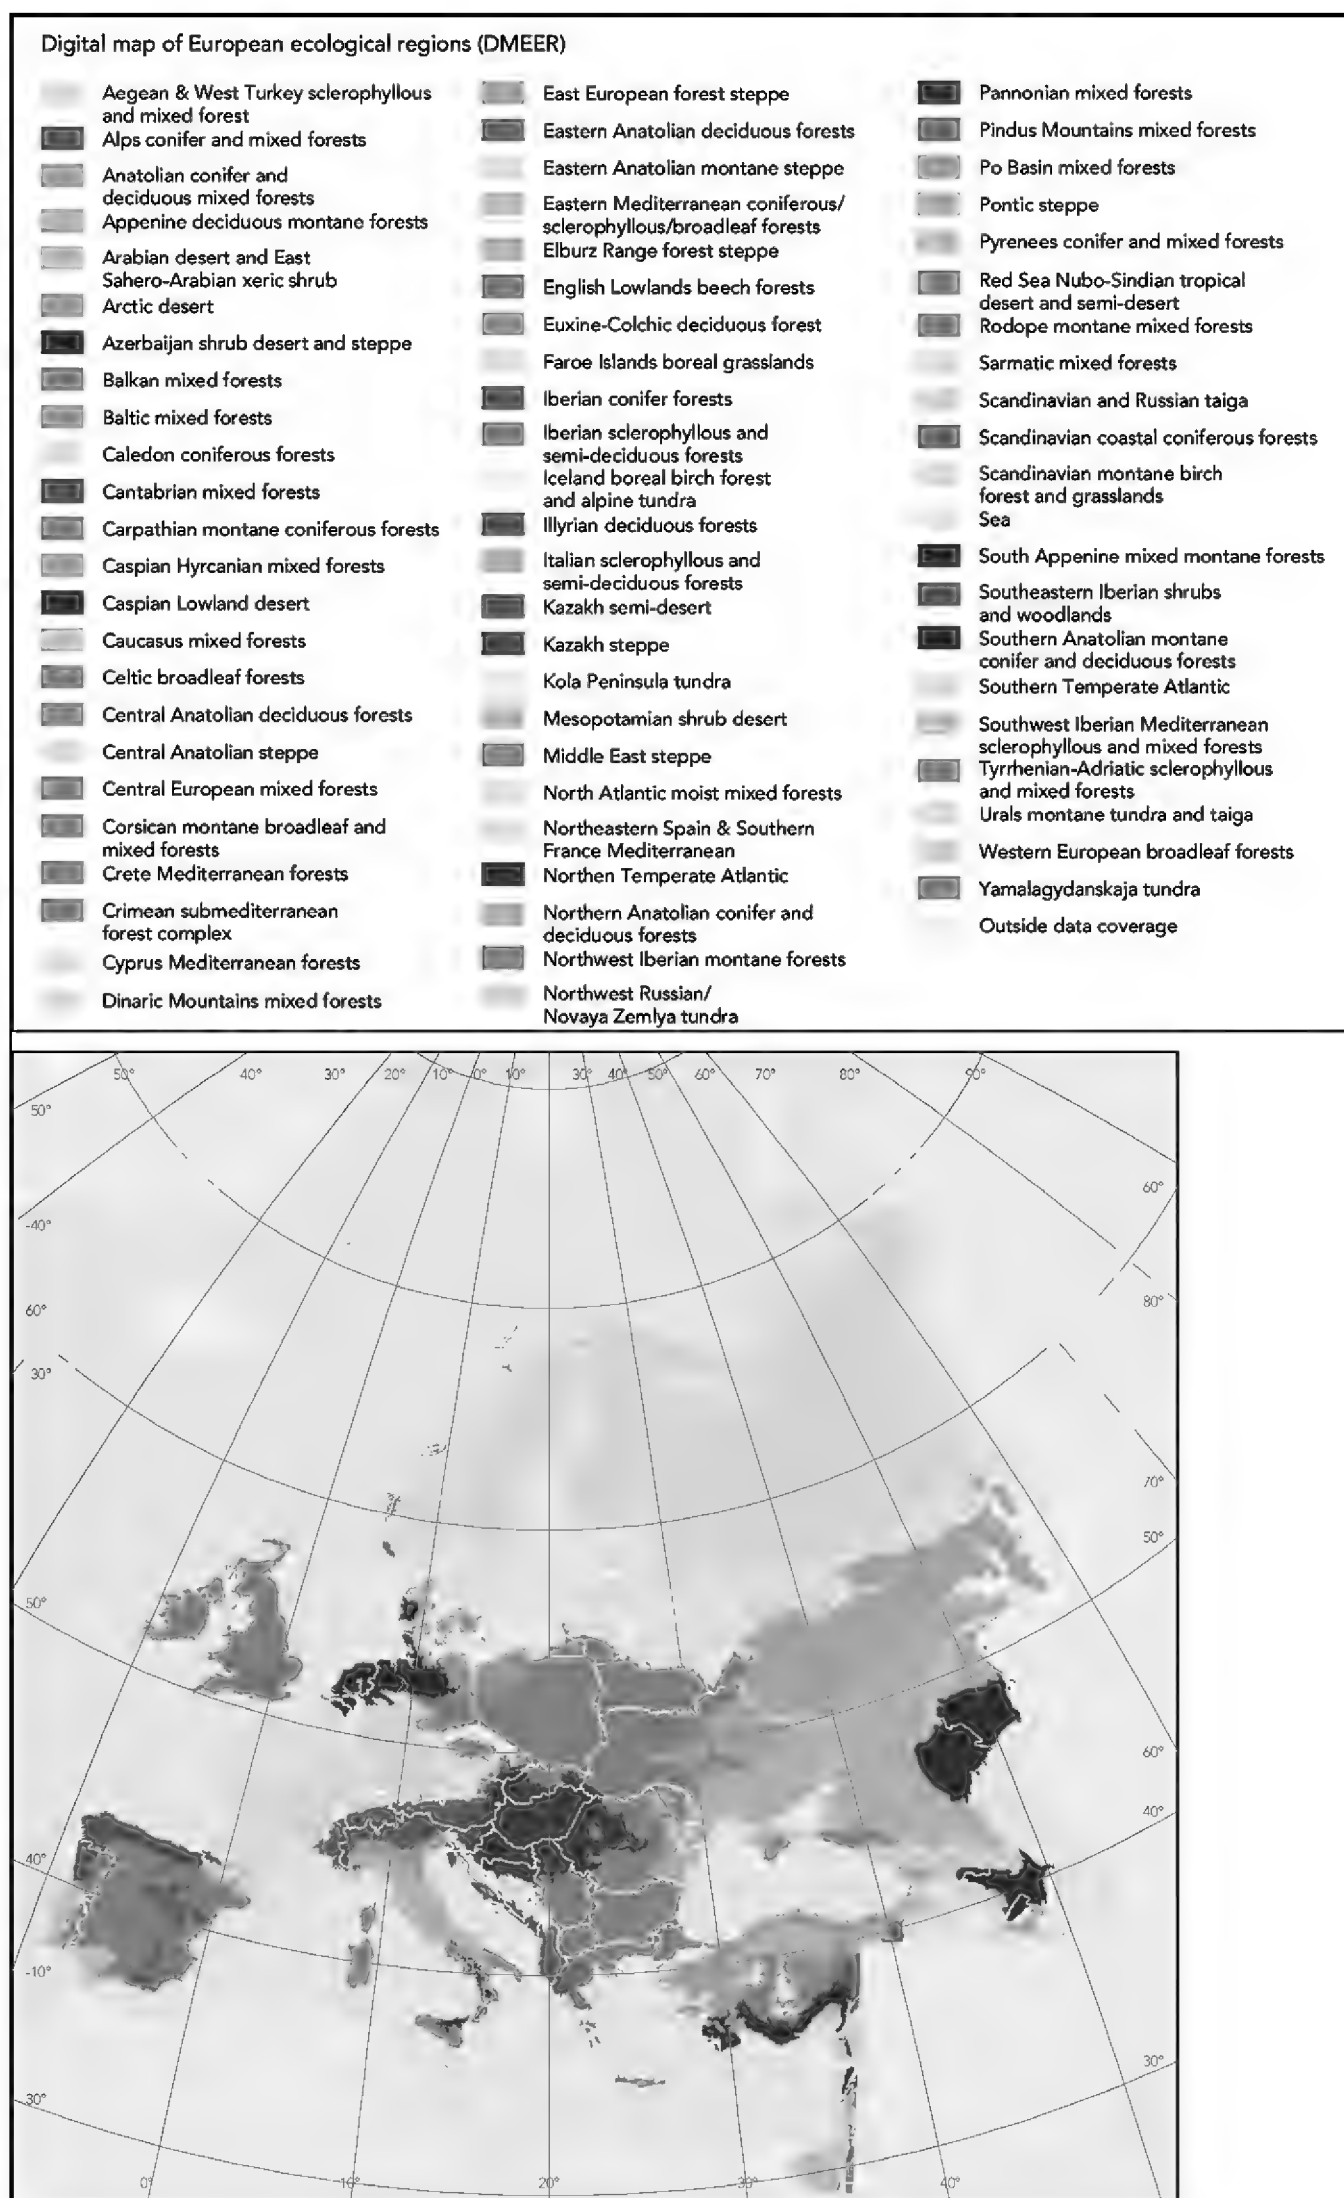 Digital map of European ecological regions (DMEER)
Aegean & West Turkey sclerophyllous
and mixed forest
Alps conifer and mixed forests
Anatolian conifer and
deciduous mixed forests
Appenine deciduous montane forests
Arabian desert and East
Sahero-Arabian xeric shrub
Arctic desert
Azerbaijan shrub desert and steppe
Balkan mixed forests
Baltic mixed forests
Caledon coniferous forests
Cantabrian mixed forests
Carpathian montane coniferous forests
Caspian Hyrcanian mixed forests
Caspian Lowland desert
Caucasus mixed forests
Celtic broadleaf forests
Central Anatolian deciduous forests
Central Anatolian steppe
Central European mixed forests
Corsican montane broadleaf and
mixed forests
Crete Mediterranean forests
Crimean submediterranean
forest complex
Cyprus Mediterranean forests
Dinaric Mountains mixed forests
East European forest steppe
Eastern Anatolian deciduous forests
Eastern Anatolian montane steppe
Eastern Mediterranean coniferous/
sclerophyllous/broadleaf forests
Elburz Range forest steppe
English Lowlands beech forests
Euxine-Colchic deciduous forest
Faroe Islands boreal grasslands
Iberian conifer forests
Iberian sclerophyllous and
semi-deciduous forests
Iceland boreal birch forest
and alpine tundra
Illyrian deciduous forests
Italian sclerophyllous and
semi-deciduous forests
Kazakh semi-desert
Kazakh steppe
Kola Peninsula tundra
Mesopotamian shrub desert
Middle East steppe
North Atlantic moist mixed forests
Northeastern Spain & Southern
France Mediterranean
Northen Temperate Atlantic
Northern Anatolian conifer and
deciduous forests
Northwest Iberian montane forests
Northwest Russian/
Novaya Zemlya tundra
Pannonian mixed forests
Pindus Mountains mixed forests
Po Basin mixed forests
Pontic steppe
Pyrenees conifer and mixed forests
Red Sea Nubo-Sindian tropical
desert and semi-desert
Rodope montane mixed forests
Sarmatic mixed forests
Scandinavian and Russian taiga
Scandinavian coastal coniferous forests
Scandinavian montane birch
forest and grasslands
Sea
South Appenine mixed montane forests
Southeastern Iberian shrubs
and woodlands
Southern Anatolian montane
conifer and deciduous forests
Southern Temperate Atlantic
Southwest Iberian Mediterranean
sclerophyllous and mixed forests
Tyrrhenian-Adriatic sclerophyllous
and mixed forests
Urals montane tundra and taiga
Western European broadleaf forests
Yamalagydanskaja tundra
Outside data coverage
50° 40° 30° 20° 10° 0° 10° 30° 40° 50° 60° 70° 80° 90°
50°
60°
-40°
80°
60°
30°
70°
50°
50°
60°
40°
40°
-10°
30°
30°
0° 10° 20° 30° 40°